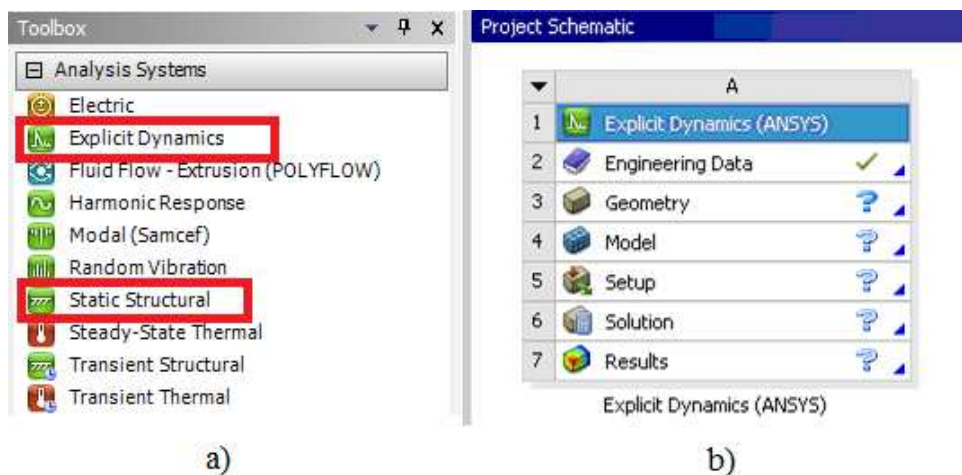 Toolbox
Analysis Systems
Electric
Explicit Dynamics
Fluid Flow - Extrusion (POLYFLOW)
Harmonic Response
Modal (Samcef)
Random Vibration
Static Structural
Steady-State Thermal
Transient Structural
Transient Thermal
a)
Project Schematic
A
1 Explicit Dynamics (ANSYS)
2 Engineering Data
3 Geometry
4 Model
5 Setup
6 Solution
7 Results
Explicit Dynamics (ANSYS)
b)